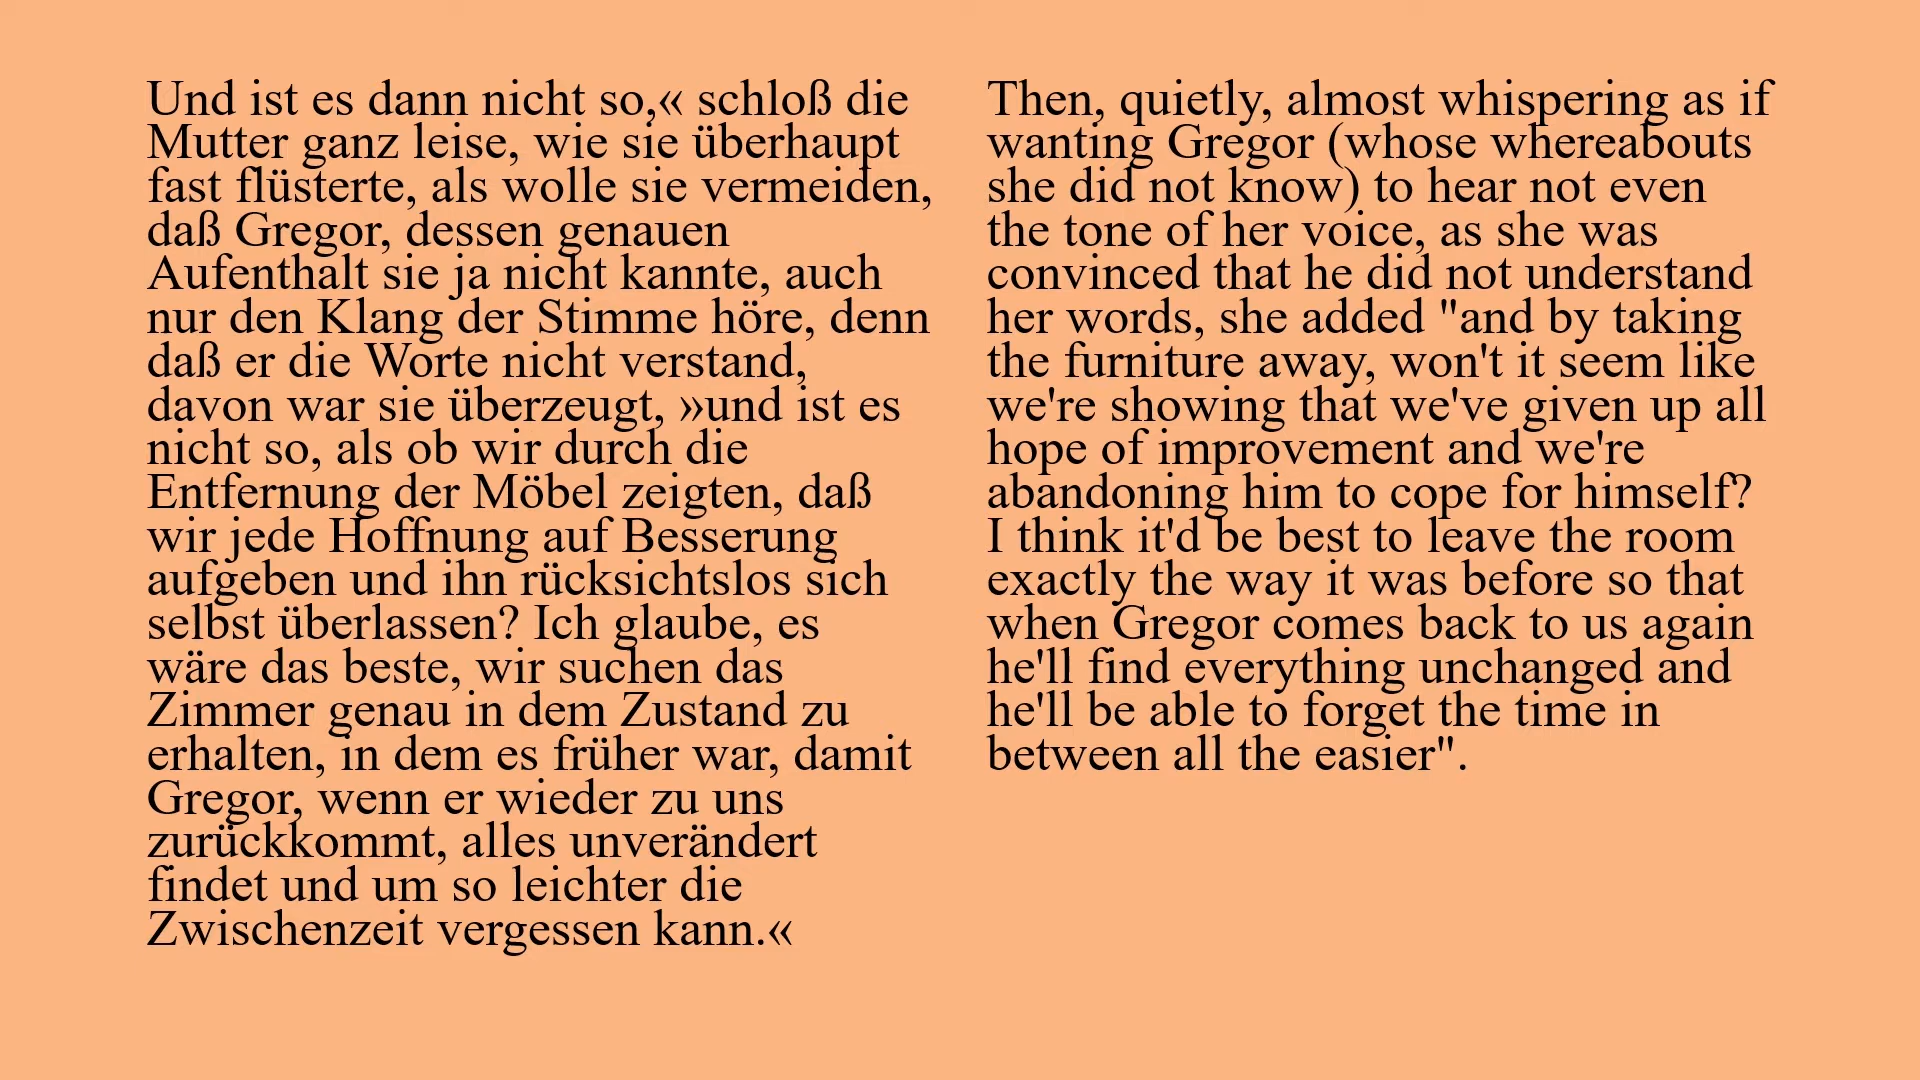 Und ist es dann nicht so,« schloß die
Mutter ganz leise, wie sie überhaupt
fast flüsterte, als wolle sie vermeiden,
daß Gregor, dessen genauen
Aufenthalt sie ja nicht kannte, auch
nur den Klang der Stimme höre, denn
daß er die Worte nicht verstand,
davon war sie überzeugt, »und ist es
nicht so, als ob wir durch die
Entfernung der Möbel zeigten, daß
wir jede Hoffnung auf Besserung
aufgeben und ihn rücksichtslos sich
selbst überlassen? Ich glaube, es
wäre das beste, wir suchen das
Zimmer genau in dem Zustand zu
erhalten, in dem es früher war, damit
Gregor, wenn er wieder zu uns
zurückkommt, alles unverändert
findet und um so leichter die
Zwischenzeit vergessen kann.«
Then, quietly, almost whispering as if
wanting Gregor (whose whereabouts
she did not know) to hear not even
the tone of her voice, as she was
convinced that he did not understand
her words, she added "and by taking
the furniture away, won't it seem like
we're showing that we've given up all
hope of improvement and we're
abandoning him to cope for himself?
I think it'd be best to leave the room
exactly the way it was before so that
when Gregor comes back to us again
he'll find everything unchanged and
he'll be able to forget the time in
between all the easier".